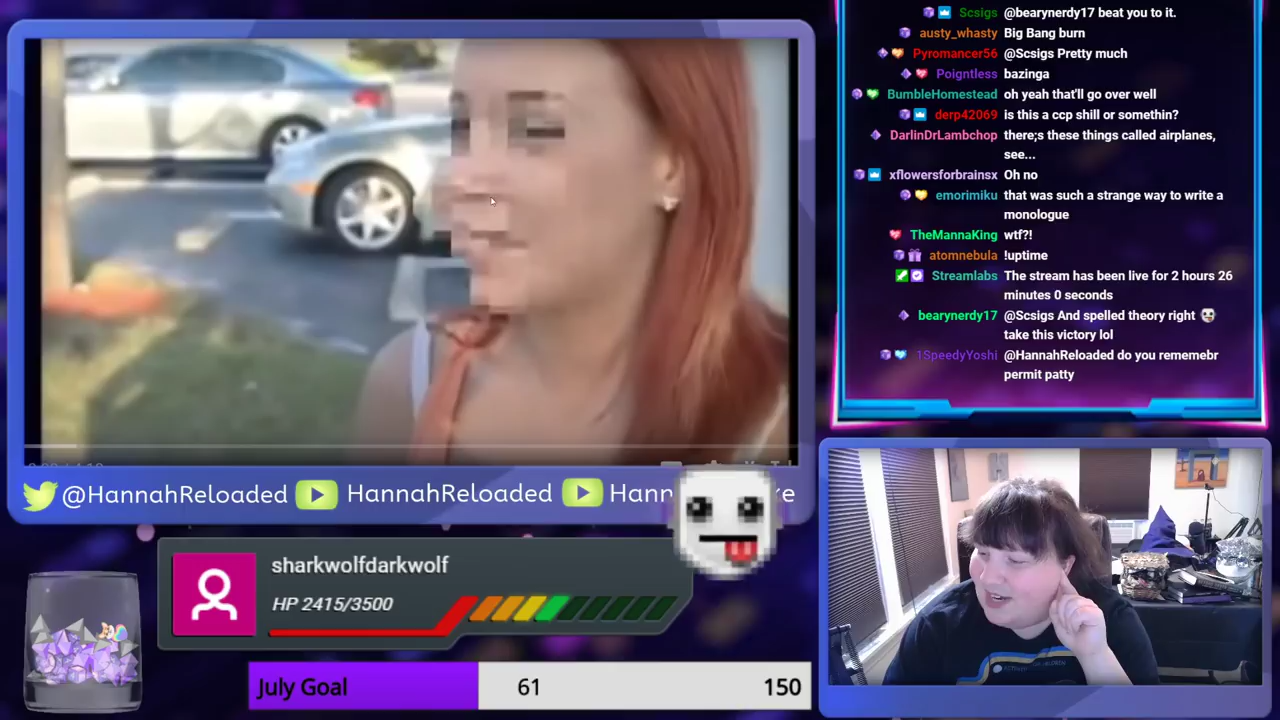 Scsigs @bearynerdy17 beat you to it.
austy_whasty Big Bang burn
Pyromancer56 @Scsigs Pretty much
Poigntless bazinga
BumbleHomestead oh yeah that'll go over well
derp42069 is this a ccp shill or somethin?
DarlinDrLambchop there;s these things called airplanes,
see...
xflowersforbrainsx Oh no
emorimiku that was such a strange way to write a
monologue
TheMannaKing wtf?!
atomnebula !uptime
Streamlabs The stream has been live for 2 hours 26
minutes 0 seconds
bearynerdy17 @Scsigs And spelled theory right
take this victory lol
1SpeedyYoshi @HannahReloaded do you rememebr
permit patty
@HannahReloaded HannahReloaded Hann
sharkwolfdarkwolf
HP 2415/3500
July Goal 61 150